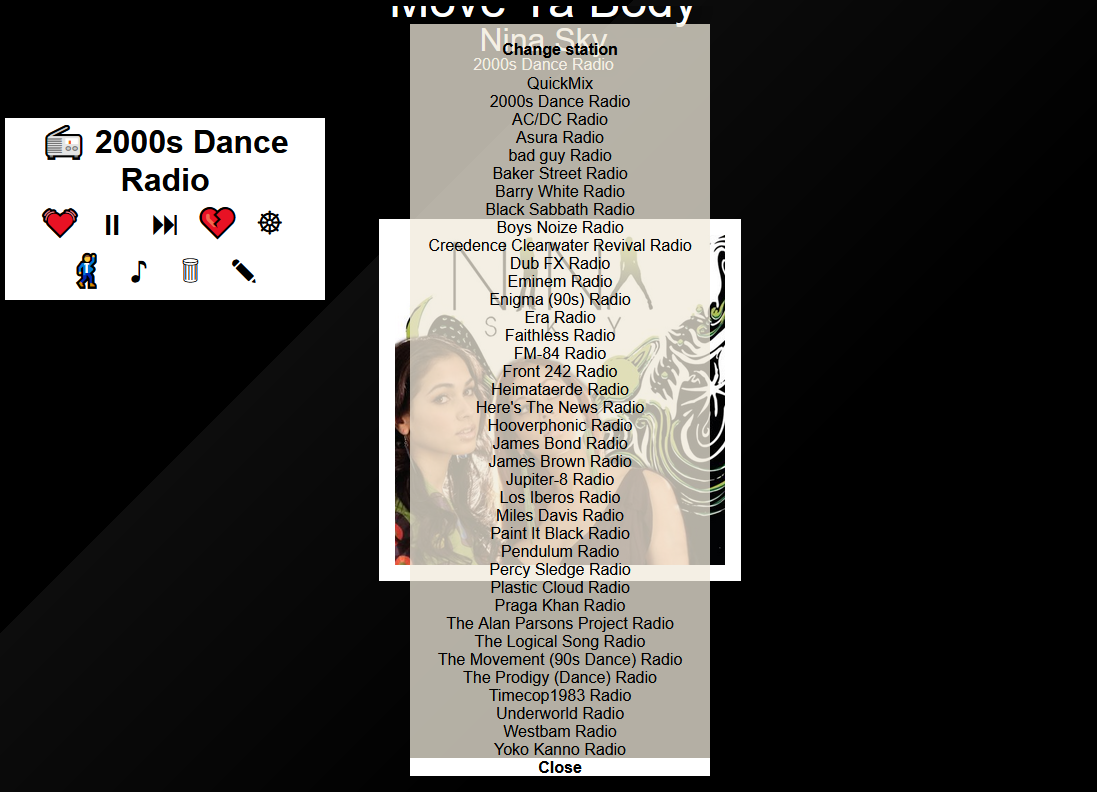 Move Ya Body
Nina Sky
2000s Dance Radio
2000s Dance
Radio
Change station
QuickMix
2000s Dance Radio
AC/DC Radio
Asura Radio
bad guy Radio
Baker Street Radio
Barry White Radio
Black Sabbath Radio
Boys Noize Radio
Creedence Clearwater Revival Radio
Dub FX Radio
Eminem Radio
Enigma (90s) Radio
Era Radio
Faithless Radio
FM-84 Radio
Front 242 Radio
Heimataerde Radio
Here's The News Radio
Hooverphonic Radio
James Bond Radio
James Brown Radio
Jupiter-8 Radio
Los Iberos Radio
Miles Davis Radio
Paint It Black Radio
Pendulum Radio
Percy Sledge Radio
Plastic Cloud Radio
Praga Khan Radio
The Alan Parsons Project Radio
The Logical Song Radio
The Movement (90s Dance) Radio
The Prodigy (Dance) Radio
Timecop1983 Radio
Underworld Radio
Westbam Radio
Yoko Kanno Radio
Close
NINA
SKY